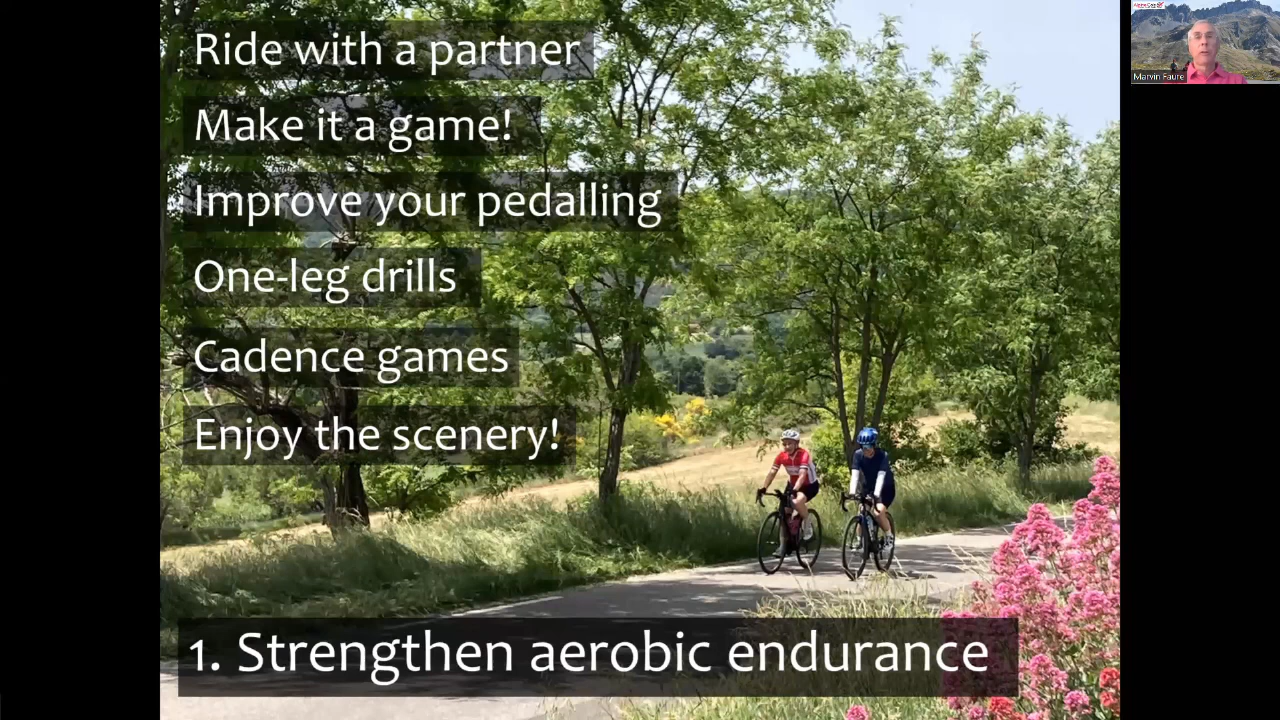 Ride with a partner
Make it a game!
Improve your pedalling
One-leg drills
Cadence games
Enjoy the scenery!
1. Strengthen aerobic endurance
Marvin Faure